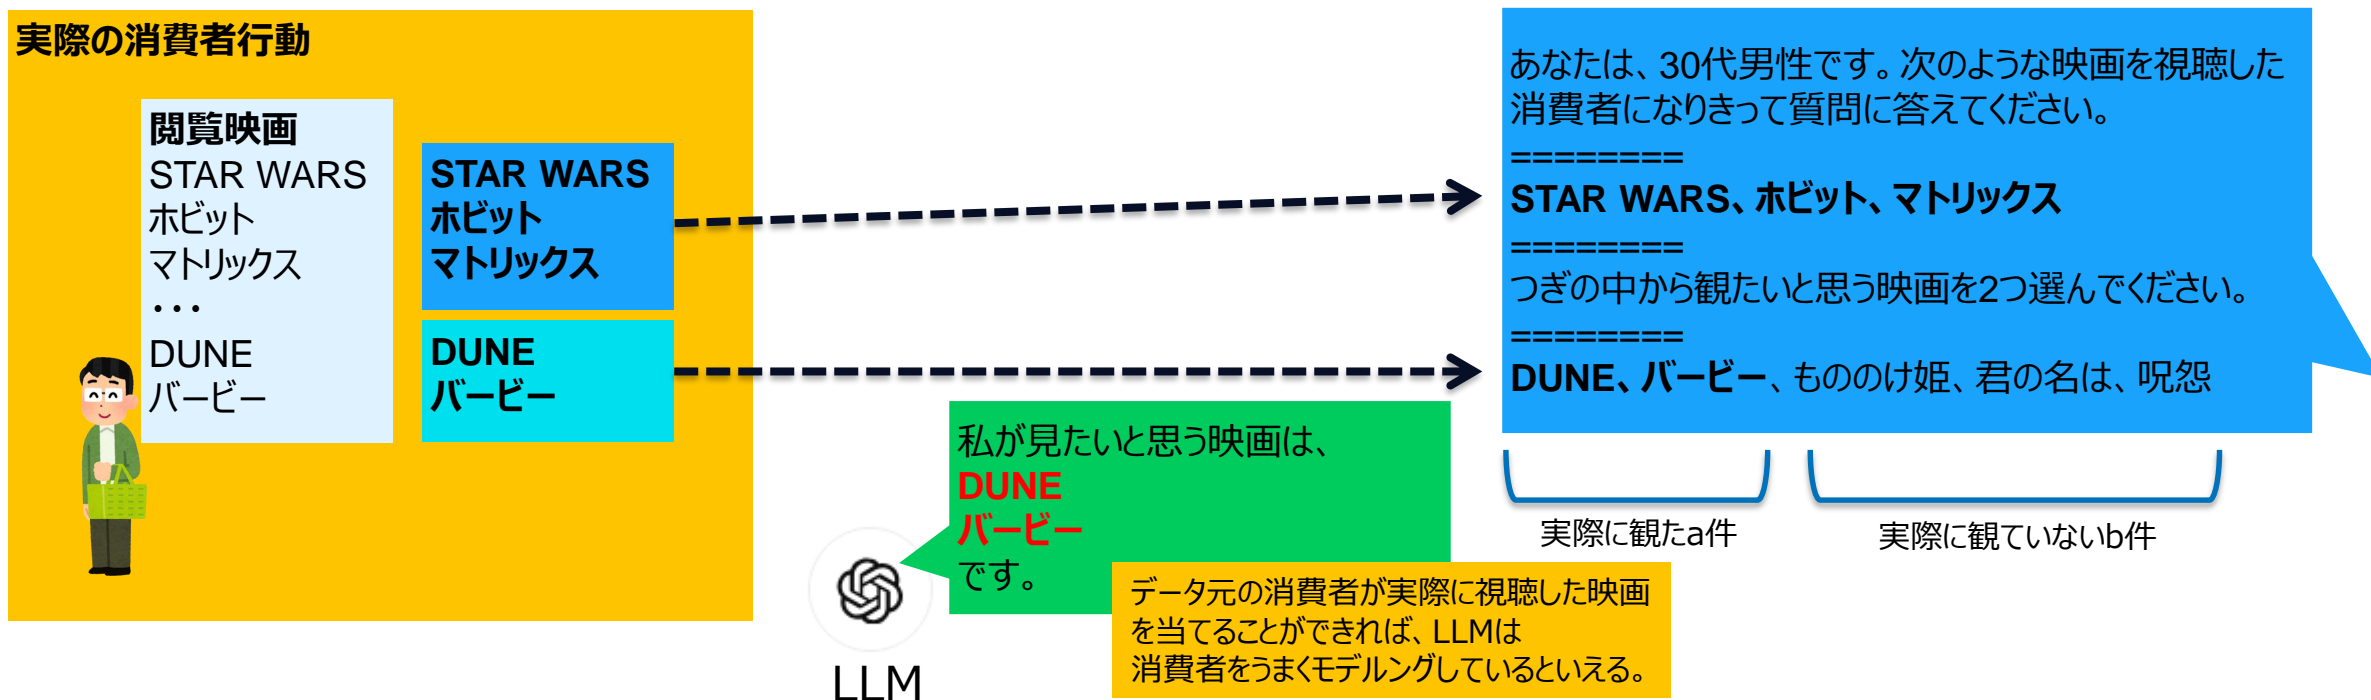 実際の消費者行動
閲覧映画
STAR WARS
ホビット
マトリックス
・・・
DUNE
バービー
STAR WARS
ホビット
マトリックス
DUNE
バービー
あなたは、30代男性です。次のような映画を視聴した
消費者になりきって質問に答えてください。
========
STAR WARS、ホビット、マトリックス
========
つぎの中から観たいと思う映画を2つ選んでください。
========
DUNE、バービー、もののけ姫、君の名は、呪怨
実際に観たa件
実際に観ていないb件
私が見たいと思う映画は、
DUNE
バービー
です。
LLM
データ元の消費者が実際に視聴した映画
を当てることができれば、LLMは
消費者をうまくモデルングしているといえる。